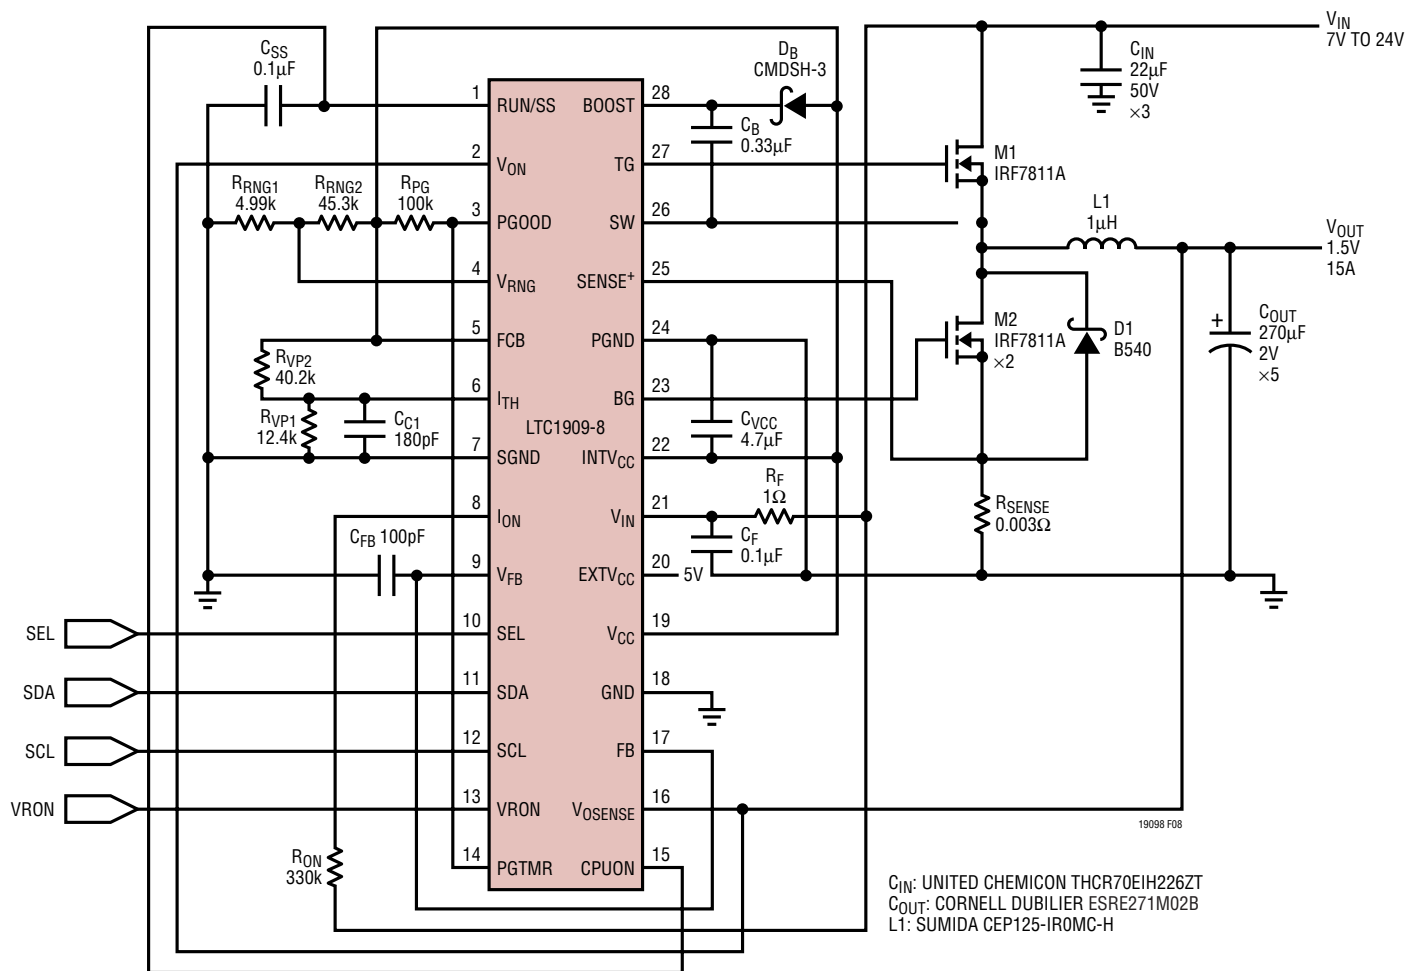 V_IN
7V TO 24V
C_SS
0.1µF
D_B
CMDSH-3
C_IN
22µF
50V
×3
1
RUN/SS
BOOST
28
C_B
0.33µF
2
V_ON
TG
27
M1
IRF7811A
R_RNG1
4.99k
R_RNG2
45.3k
R_PG
100k
3
PGOOD
SW
26
L1
1µH
V_OUT
1.5V
15A
4
V_RNG
SENSE+
25
5
FCB
PGND
24
M2
IRF7811A
×2
D1
B540
+
C_OUT
270µF
2V
×5
R_VP2
40.2k
6
I_TH
BG
23
R_VP1
12.4k
C_C1
180pF
LTC1909-8
C_VCC
4.7µF
7
SGND
INTV_CC
22
R_F
1Ω
8
I_ON
V_IN
21
R_SENSE
0.003Ω
C_FB 100pF
C_F
0.1µF
9
V_FB
EXTV_CC
20
5V
SEL
10
SEL
V_CC
19
SDA
11
SDA
GND
18
SCL
12
SCL
FB
17
VRON
13
VRON
V_OSENSE
16
19098 F08
R_ON
330k
14
PGTMR
CPUON
15
C_IN: UNITED CHEMICON THCR70EIH226ZT
C_OUT: CORNELL DUBILIER ESRE271M02B
L1: SUMIDA CEP125-IR0MC-H